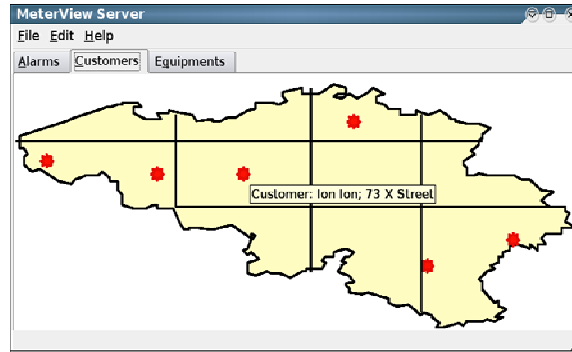 MeterView Server
File Edit Help
Alarms Customers Equipments
Customer: Ion Ion; 73 X Street